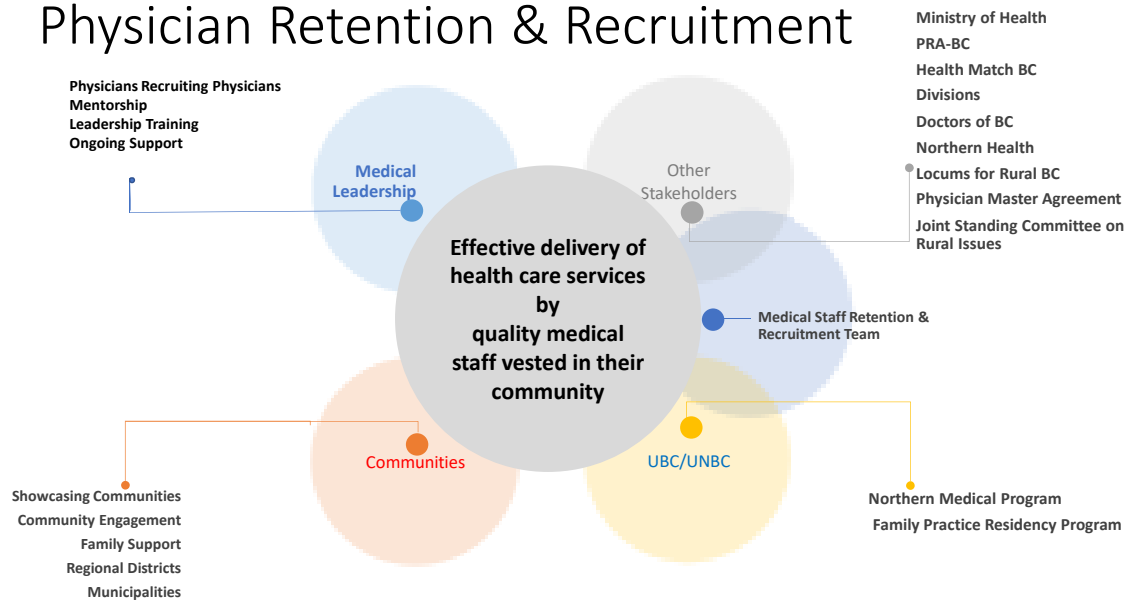 Physician Retention & Recruitment
Physicians Recruiting Physicians
Mentorship
Leadership Training
Ongoing Support
Medical
Leadership
Other
Stakeholders
Ministry of Health
PRA-BC
Health Match BC
Divisions
Doctors of BC
Northern Health
Locums for Rural BC
Physician Master Agreement
Joint Standing Committee on
Rural Issues
Effective delivery of
health care services
by
quality medical
staff vested in their
community
Medical Staff Retention &
Recruitment Team
Communities
UBC/UNBC
Showcasing Communities
Community Engagement
Family Support
Regional Districts
Municipalities
Northern Medical Program
Family Practice Residency Program